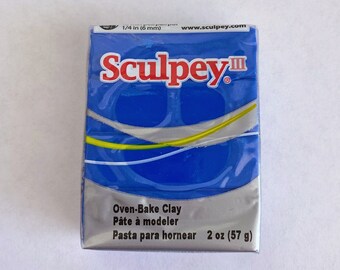 www.sculpey.com
1/4 in (6 mm)
Sculpey III®
Oven-Bake Clay
Pâte à modeler
Pasta para hornear 2 oz (57 g)